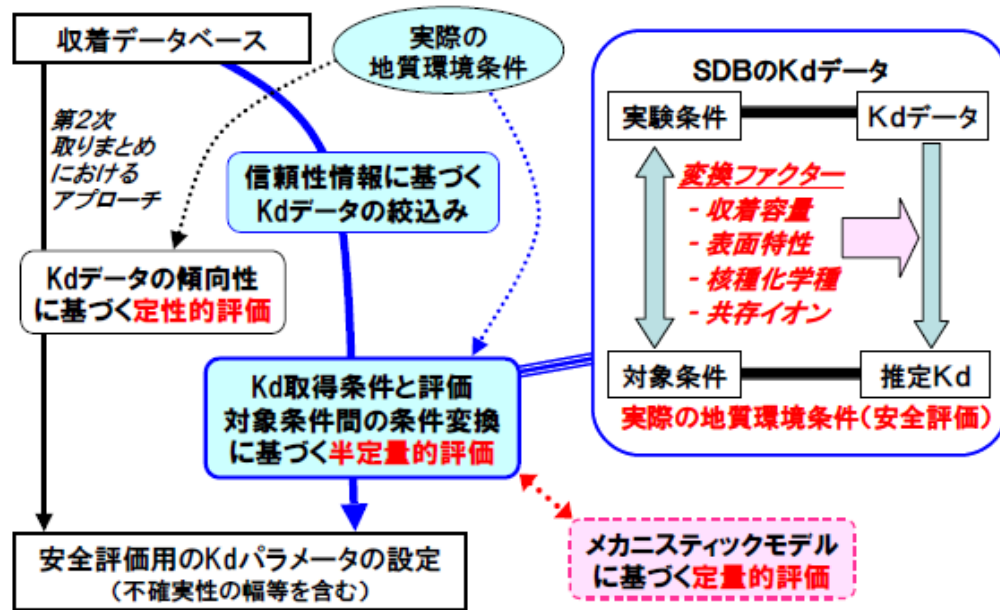 収着データベース
実際の
地質環境条件
第2次
取りまとめ
における
アプローチ
信頼性情報に基づく
Kdデータの絞込み
Kdデータの傾向性
に基づく定性的評価
Kd取得条件と評価
対象条件間の条件変換
に基づく半定量的評価
安全評価用のKdパラメータの設定
(不確実性の幅等を含む)
メカニスティックモデル
に基づく定量的評価
SDBのKdデータ
実験条件
Kdデータ
変換ファクター
- 収着容量
- 表面特性
- 核種化学種
- 共存イオン
対象条件
推定Kd
実際の地質環境条件(安全評価)